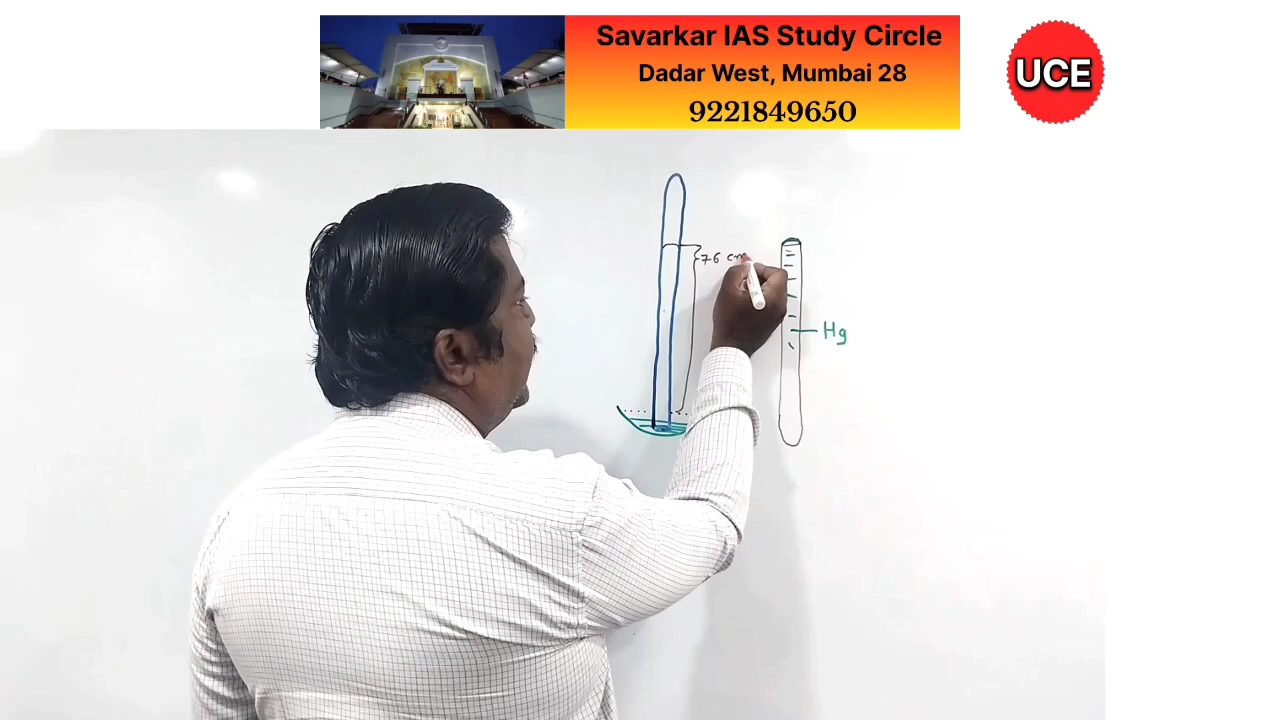 Savarkar IAS Study Circle
Dadar West, Mumbai 28
9221849650
UCE
76 cm
Hg